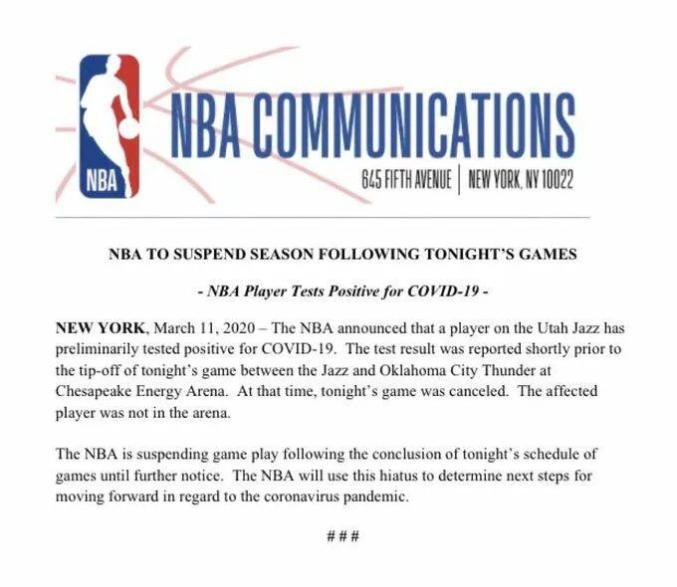 NBA
NBA COMMUNICATIONS
645 FIFTH AVENUE | NEW YORK, NY 10022
NBA TO SUSPEND SEASON FOLLOWING TONIGHT’S GAMES
- NBA Player Tests Positive for COVID-19 -
NEW YORK, March 11, 2020 – The NBA announced that a player on the Utah Jazz has
preliminarily tested positive for COVID-19.  The test result was reported shortly prior to
the tip-off of tonight’s game between the Jazz and Oklahoma City Thunder at
Chesapeake Energy Arena.  At that time, tonight’s game was canceled.  The affected
player was not in the arena.
The NBA is suspending game play following the conclusion of tonight’s schedule of
games until further notice.  The NBA will use this hiatus to determine next steps for
moving forward in regard to the coronavirus pandemic.
# # #